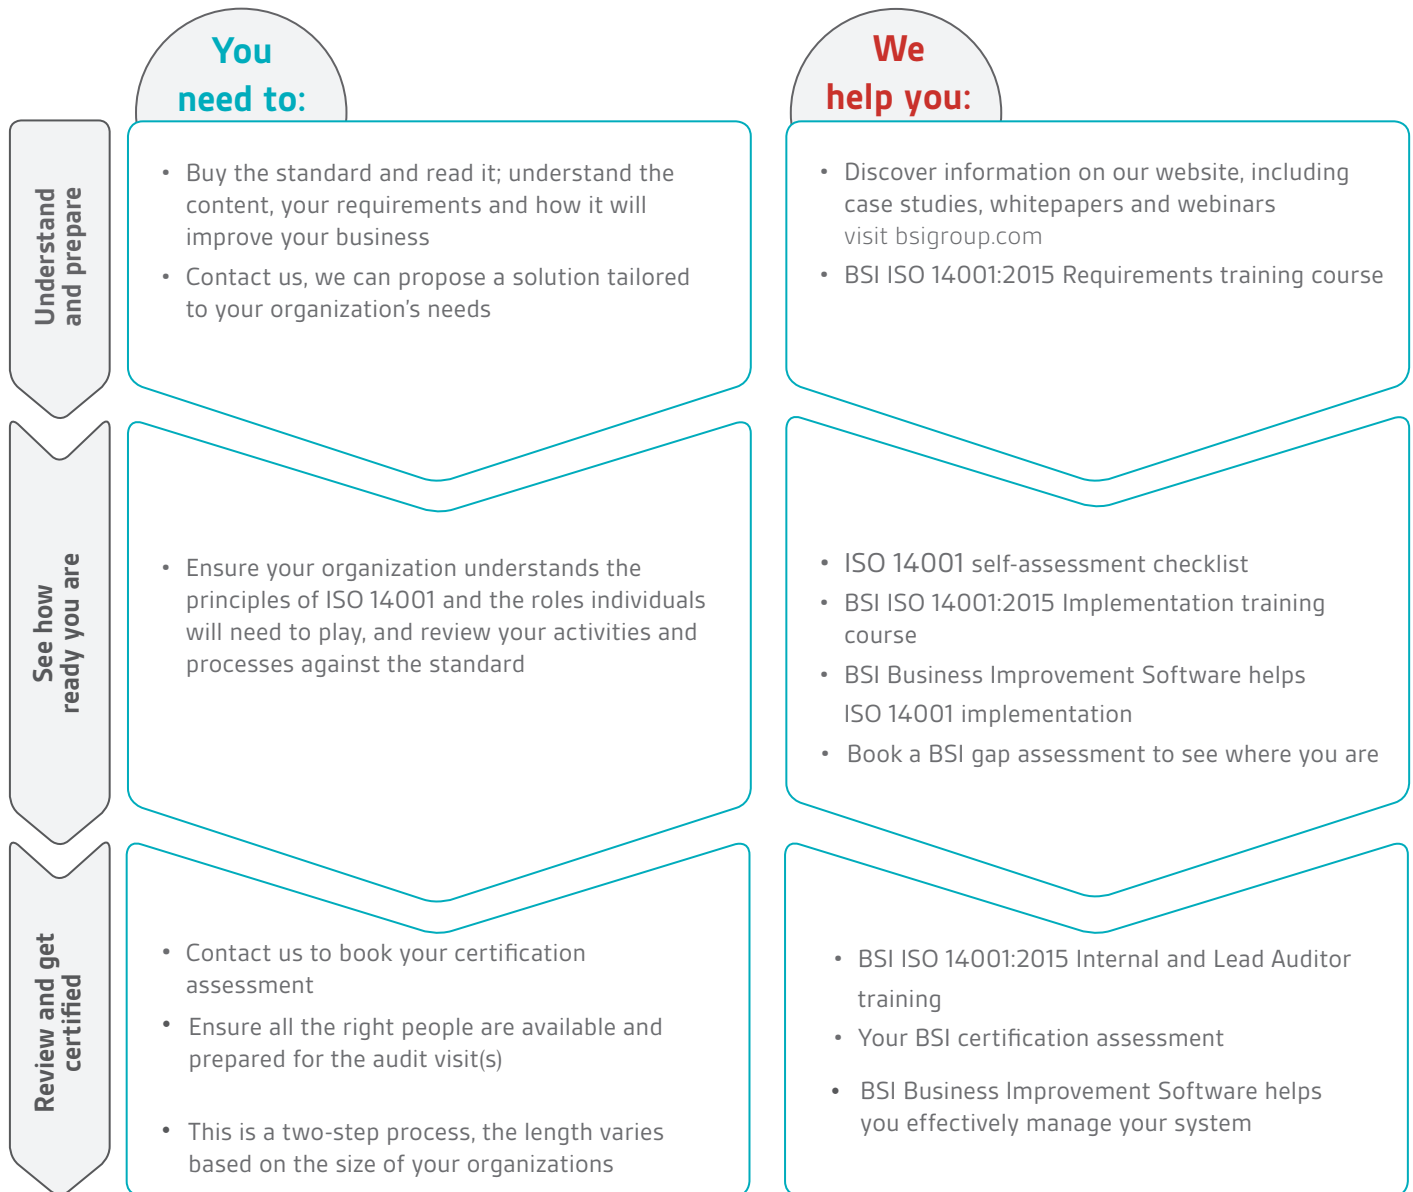 You
need to:
We
help you:
Understand
and prepare
• Buy the standard and read it; understand the
content, your requirements and how it will
improve your business
• Contact us, we can propose a solution tailored
to your organization’s needs
• Discover information on our website, including
case studies, whitepapers and webinars
visit bsigroup.com
• BSI ISO 14001:2015 Requirements training course
See how
ready you are
• Ensure your organization understands the
principles of ISO 14001 and the roles individuals
will need to play, and review your activities and
processes against the standard
• ISO 14001 self-assessment checklist
• BSI ISO 14001:2015 Implementation training
course
• BSI Business Improvement Software helps
ISO 14001 implementation
• Book a BSI gap assessment to see where you are
Review and get
certified
• Contact us to book your certification
assessment
• Ensure all the right people are available and
prepared for the audit visit(s)
• This is a two-step process, the length varies
based on the size of your organizations
• BSI ISO 14001:2015 Internal and Lead Auditor
training
• Your BSI certification assessment
• BSI Business Improvement Software helps
you effectively manage your system